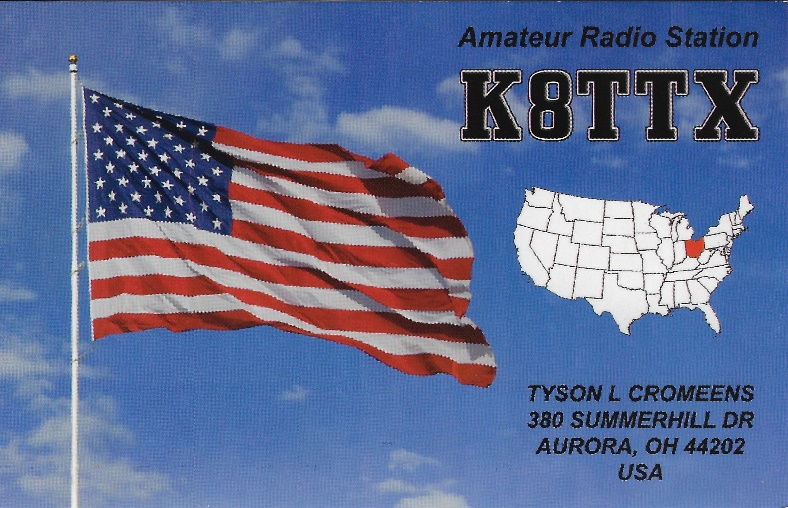 Amateur Radio Station
K8TTX
TYSON L CROMEENS
380 SUMMERHILL DR
AURORA, OH 44202
USA